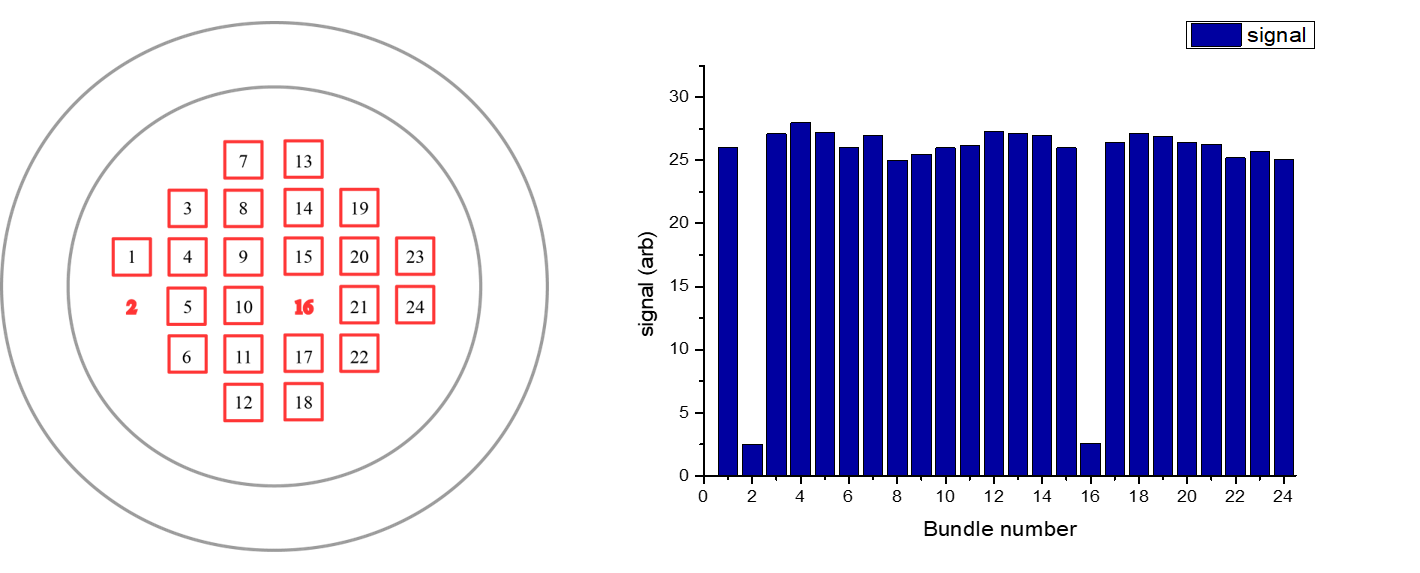 7 13
3 8 14 19
1 4 9 15 20 23
2 5 10 16 21 24
6 11 17 22
12 18
signal
30
25
20
15
10
5
0
signal (arb)
0 2 4 6 8 10 12 14 16 18 20 22 24
Bundle number